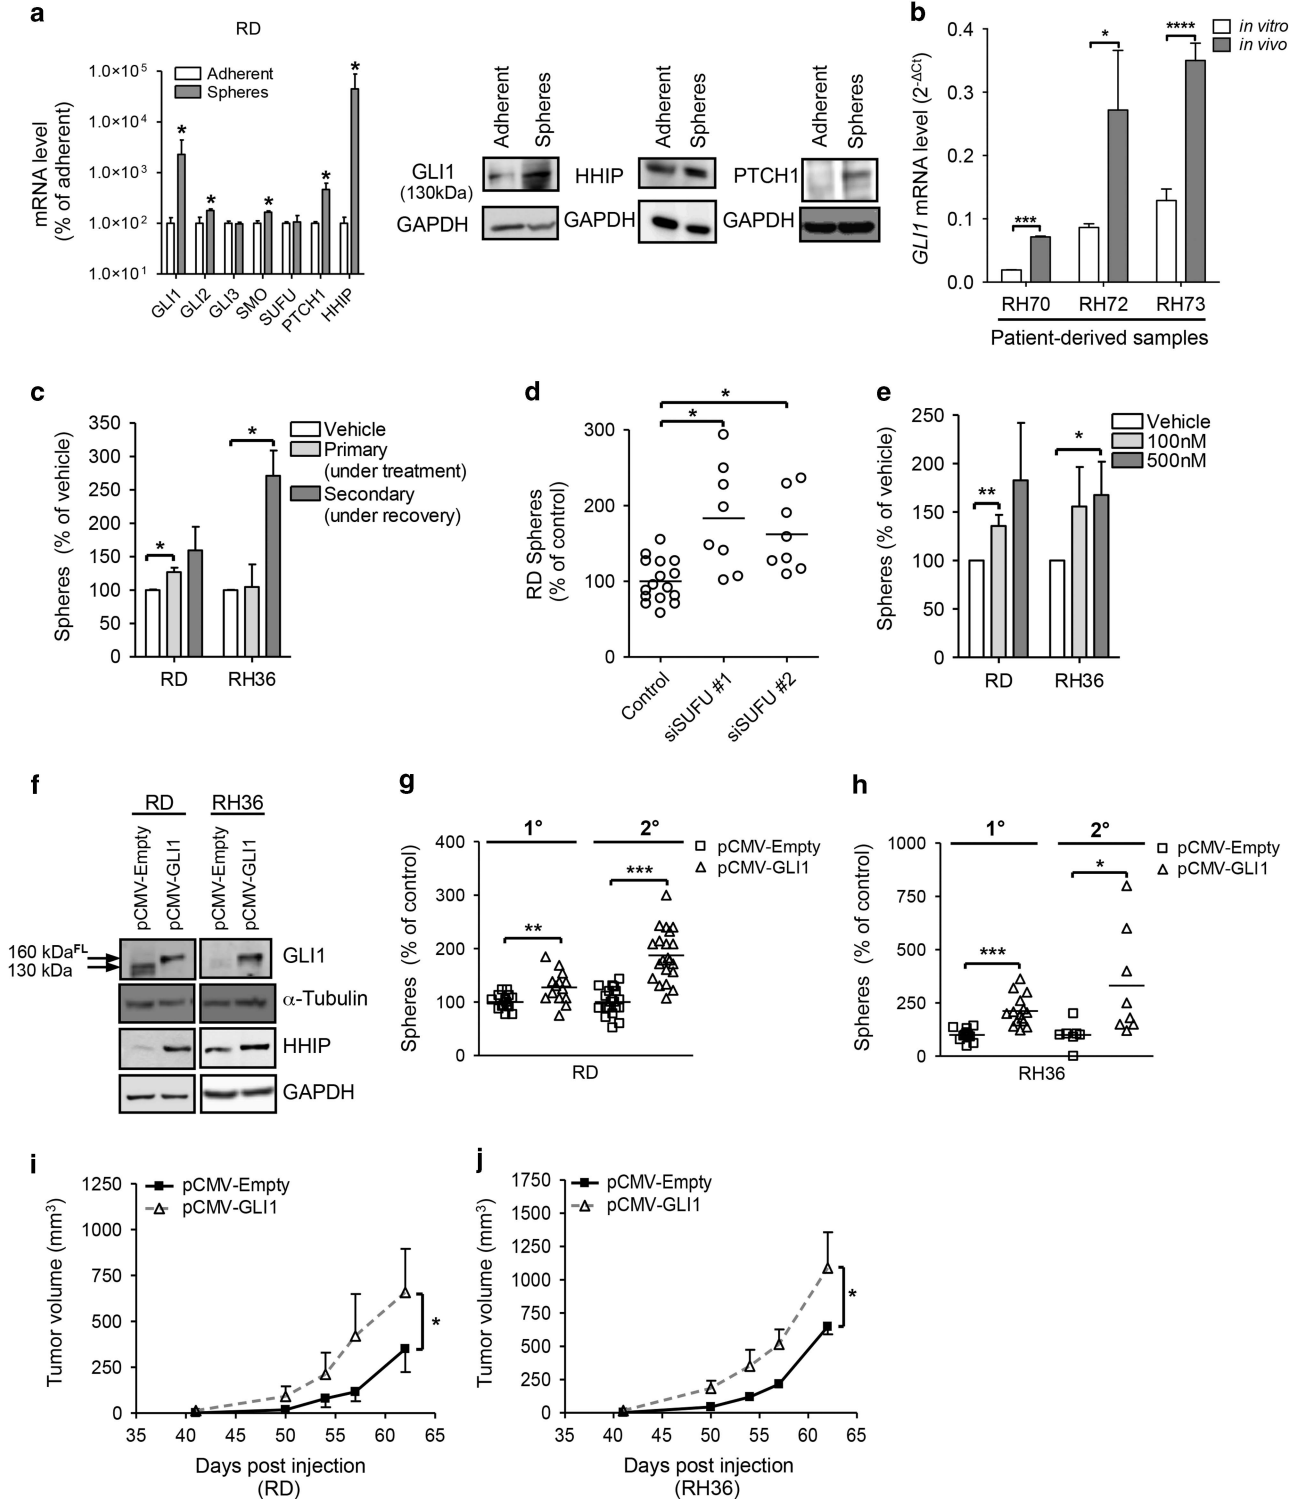 a
RD
mRNA level
(% of adherent)
1.0×10⁵
1.0×10⁴
1.0×10³
1.0×10²
1.0×10¹
Adherent
Spheres
*
*
*
*
*
GLI1
GLI2
GLI3
SMO
SUFU
PTCH1
HHIP
Adherent
Spheres
GLI1
(130kDa)
GAPDH
Adherent
Spheres
HHIP
GAPDH
Adherent
Spheres
PTCH1
GAPDH
b
GLI1 mRNA level (2^-ΔCt)
0.4
0.3
0.2
0.1
0.0
in vitro
in vivo
***
*
****
RH70
RH72
RH73
Patient-derived samples
c
Spheres (% of vehicle)
350
300
250
200
150
100
50
0
*
*
Vehicle
Primary
(under treatment)
Secondary
(under recovery)
RD
RH36
d
RD Spheres
(% of control)
300
200
100
0
*
*
Control
siSUFU #1
siSUFU #2
e
Spheres (% of vehicle)
250
200
150
100
50
0
**
*
Vehicle
100nM
500nM
RD
RH36
f
RD
RH36
pCMV-Empty
pCMV-GLI1
pCMV-Empty
pCMV-GLI1
160 kDa^FL
130 kDa
GLI1
α-Tubulin
HHIP
GAPDH
g
Spheres (% of control)
400
300
200
100
0
1°
2°
**
***
pCMV-Empty
pCMV-GLI1
RD
h
Spheres (% of control)
1000
750
500
250
0
1°
2°
***
*
pCMV-Empty
pCMV-GLI1
RH36
i
Tumor volume (mm³)
1250
1000
750
500
250
0
pCMV-Empty
pCMV-GLI1
*
35 40 45 50 55 60 65
Days post injection
(RD)
j
Tumor volume (mm³)
1750
1500
1250
1000
750
500
250
0
pCMV-Empty
pCMV-GLI1
*
35 40 45 50 55 60 65
Days post injection
(RH36)